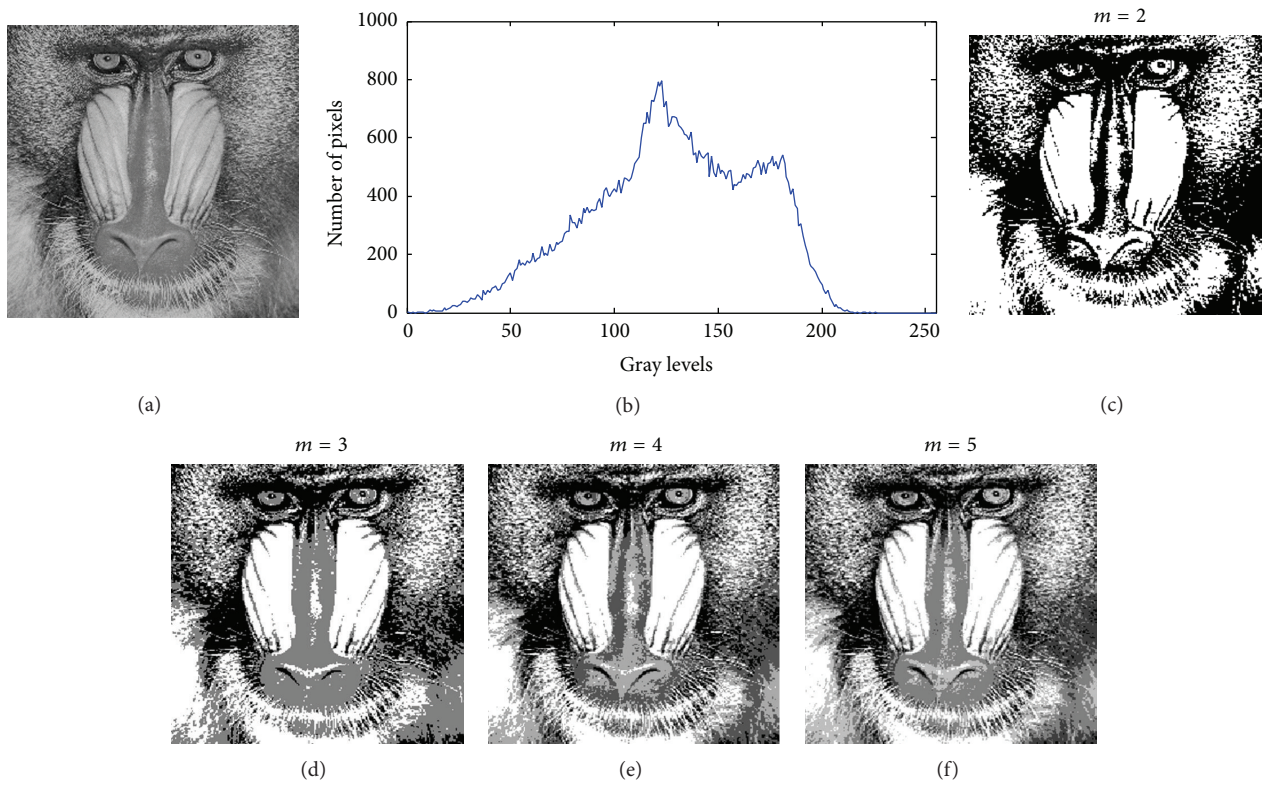 m = 2
1000
800
600
400
200
0
Number of pixels
0 50 100 150 200 250
Gray levels
(a)
(b)
(c)
m = 3
m = 4
m = 5
(d)
(e)
(f)